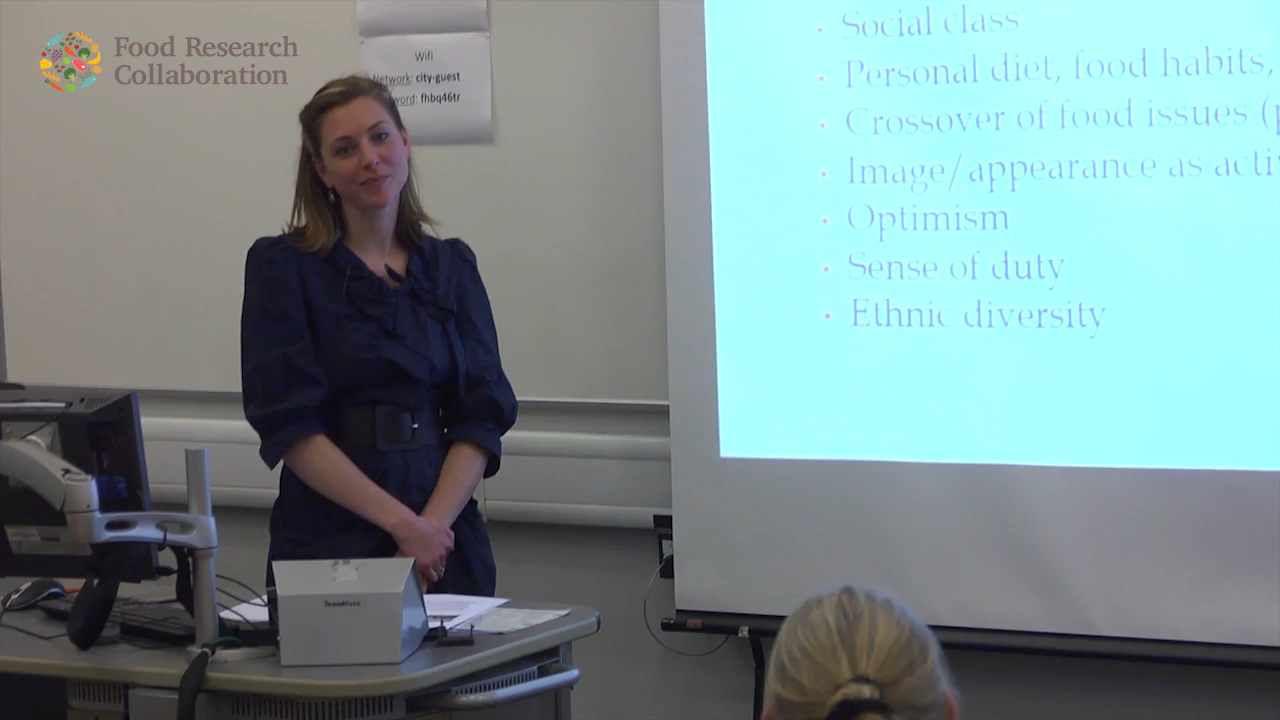 Food Research
Collaboration
Wifi
Network: city-guest
word: fhbq46tr
Social class
Personal diet, food habits,
Crossover of food issues (p
Image/appearance as acti
Optimism
Sense of duty
Ethnic diversity